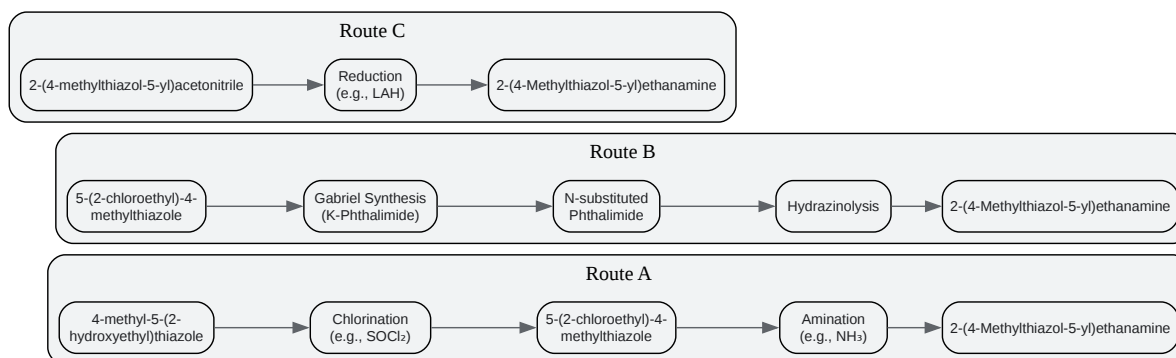 Route C
2-(4-methylthiazol-5-yl)acetonitrile
Reduction
(e.g., LAH)
2-(4-Methylthiazol-5-yl)ethanamine
Route B
5-(2-chloroethyl)-4-
methylthiazole
Gabriel Synthesis
(K-Phthalimide)
N-substituted
Phthalimide
Hydrazinolysis
2-(4-Methylthiazol-5-yl)ethanamine
Route A
4-methyl-5-(2-
hydroxyethyl)thiazole
Chlorination
(e.g., SOCl₂)
5-(2-chloroethyl)-4-
methylthiazole
Amination
(e.g., NH₃)
2-(4-Methylthiazol-5-yl)ethanamine